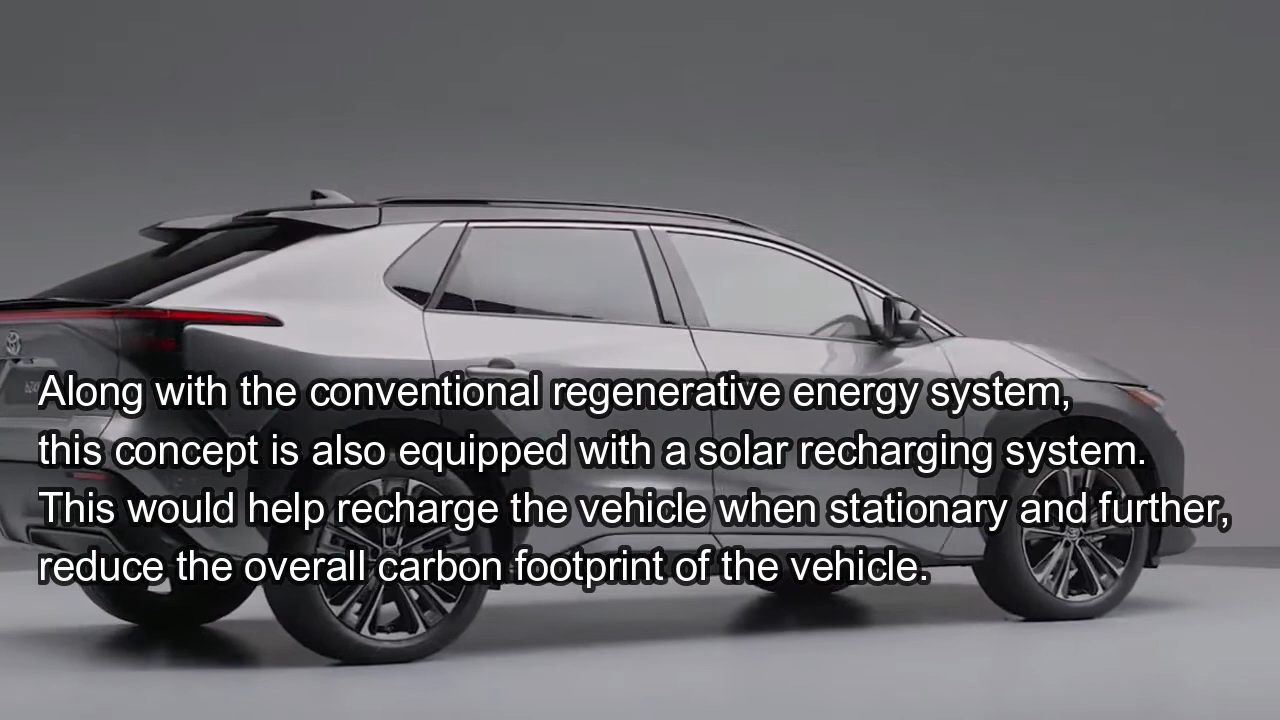 Along with the conventional regenerative energy system,
this concept is also equipped with a solar recharging system.
This would help recharge the vehicle when stationary and further,
reduce the overall carbon footprint of the vehicle.